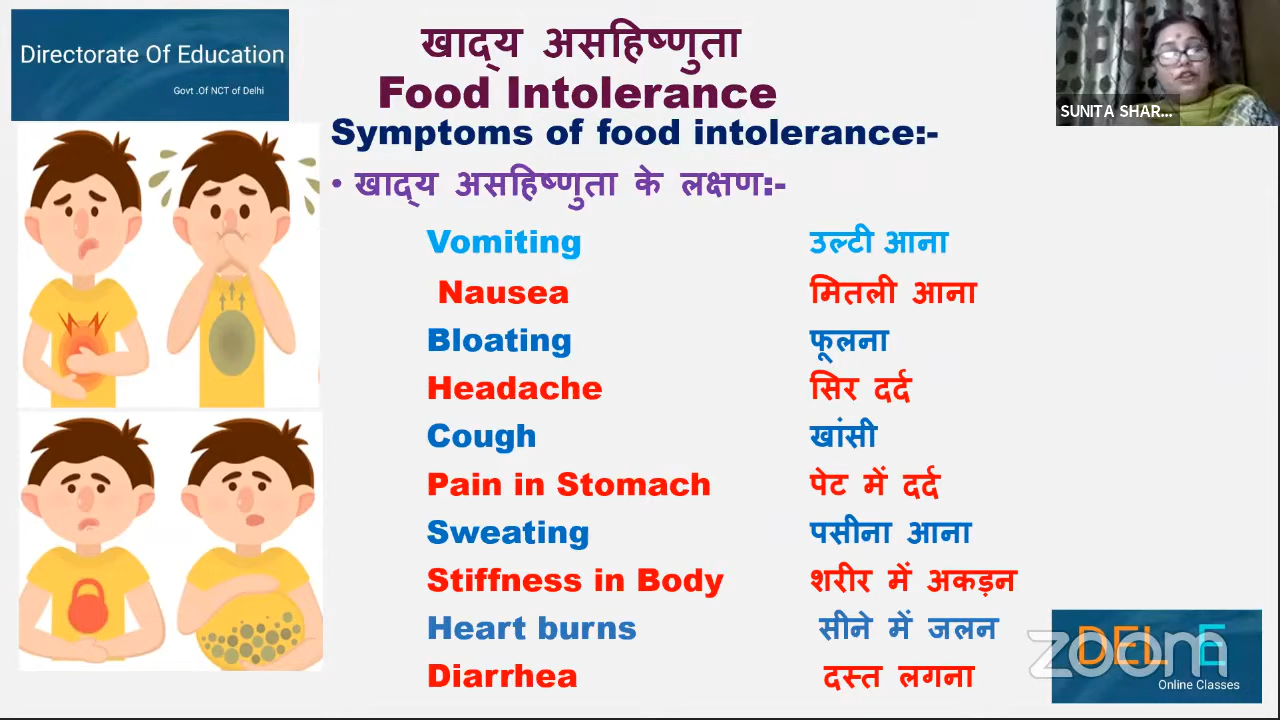 Directorate Of Education
Govt .Of NCT of Delhi
खाद्य असहिष्णुता
Food Intolerance
SUNITA SHAR...
Symptoms of food intolerance:-
• खाद्य असहिष्णुता के लक्षण:-
Vomiting उल्टी आना
Nausea मितली आना
Bloating फूलना
Headache सिर दर्द
Cough खांसी
Pain in Stomach पेट में दर्द
Sweating पसीना आना
Stiffness in Body शरीर में अकड़न
Heart burns सीने में जलन
Diarrhea दस्त लगना
zoom
Online Classes